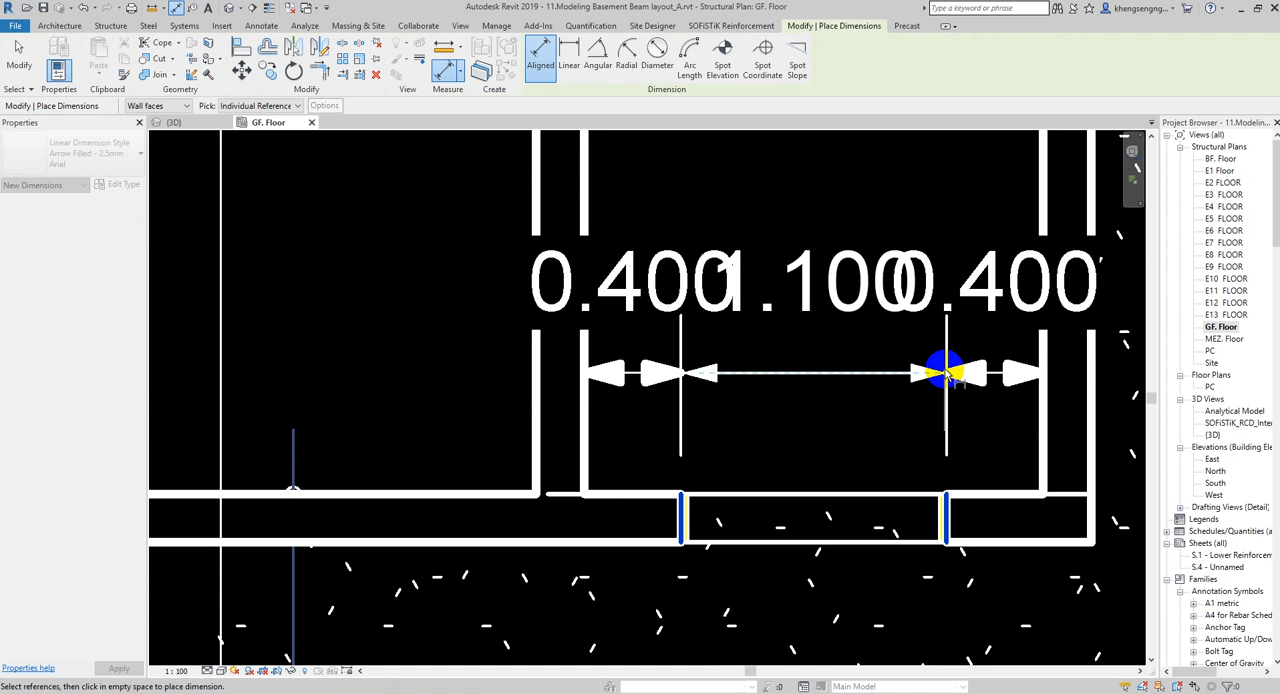 Autodesk Revit 2019 - 11.Modeling Basement Beam layout_A.rvt - Structural Plan: GF. Floor
Type a keyword or phrase
khengsengng...
File Architecture Structure Steel Systems Insert Annotate Analyze Massing & Site Collaborate View Manage Add-Ins Quantification Site Designer SOFiSTiK Reinforcement Modify | Place Dimensions Precast
Modify
Paste
Cope
Cut
Join
Aligned Linear Angular Radial Diameter Arc Length Spot Elevation Spot Coordinate Spot Slope
Select Properties Clipboard Geometry Modify View Measure Create Dimension
Modify | Place Dimensions Wall faces Pick: Individual Reference Options
Properties
Linear Dimension Style
Arrow Filled - 2.5mm
Arial
New Dimensions Edit Type
Properties help Apply
{3D} GF. Floor
0.400 1.100 0.400
1 : 100
Project Browser - 11.Modelin...
Views (all)
Structural Plans
BF. Floor
E1 Floor
E2 FLOOR
E3 FLOOR
E4 FLOOR
E5 FLOOR
E6 FLOOR
E7 FLOOR
E8 FLOOR
E9 FLOOR
E10 FLOOR
E11 FLOOR
E12 FLOOR
E13 FLOOR
GF. Floor
MEZ. Floor
PC
Site
Floor Plans
PC
3D Views
Analytical Model
SOFiSTiK_RCD_Inte
{3D}
Elevations (Building Ele
East
North
South
West
Drafting Views (Detail)
Legends
Schedules/Quantities (a
Sheets (all)
S.1 - Lower Reinforcem
S.4 - Unnamed
Families
Annotation Symbols
A1 metric
A4 for Rebar Sched
Anchor Tag
Automatic Up/Dow
Bolt Tag
Center of Gravity
Select references, then click in empty space to place dimension.
:0 Main Model :0